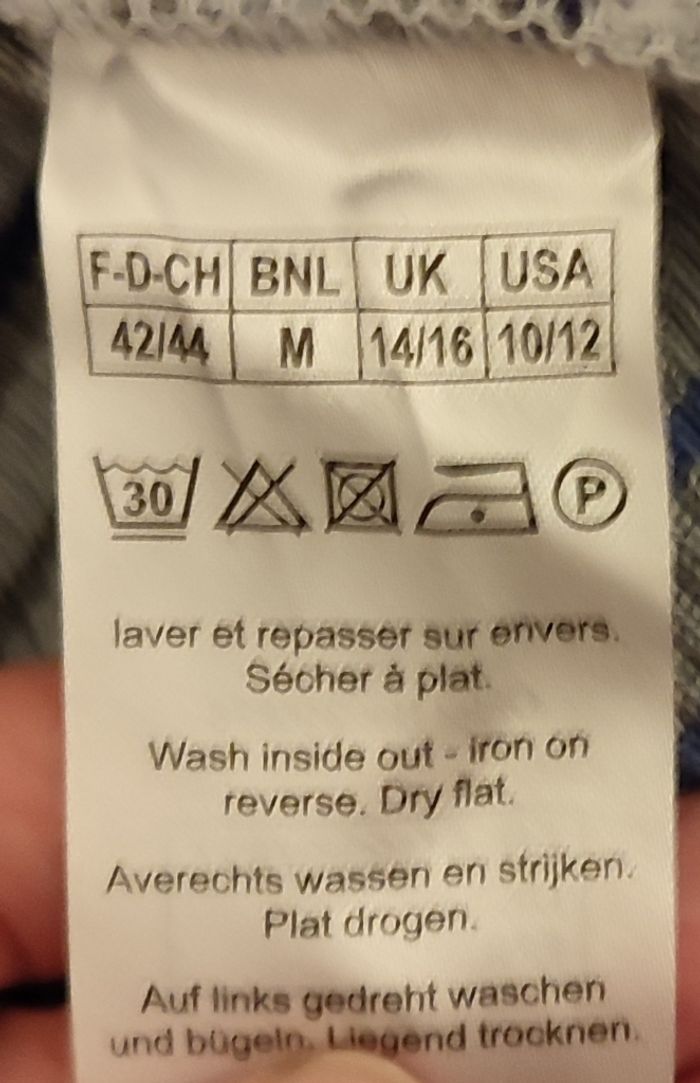 F-D-CH BNL UK USA
42/44 M 14/16 10/12
30 P
laver et repasser sur envers.
Sécher à plat.
Wash inside out - iron on
reverse. Dry flat.
Averechts wassen en strijken.
Plat drogen.
Auf links gedreht waschen
und bügeln. Liegend trocknen.